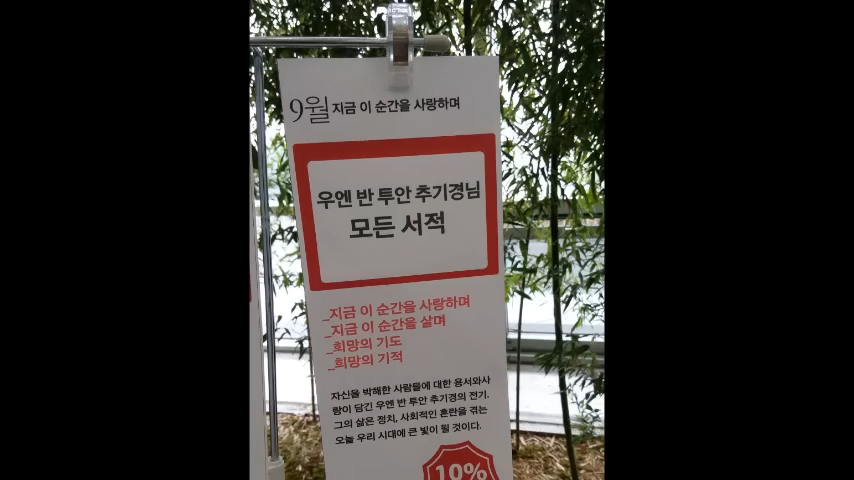 9월 지금 이 순간을 사랑하며
우엔 반 투안 추기경님
모든 서적
_지금 이 순간을 사랑하며
_지금 이 순간을 살며
_희망의 기도
_희망의 기적
자신을 박해한 사람들에 대한 용서와사
랑이 담긴 우엔 반 투안 추기경의 전기.
그의 삶은 정치, 사회적인 혼란을 겪는
오늘 우리 시대에 큰 빛이 될 것이다.
10%